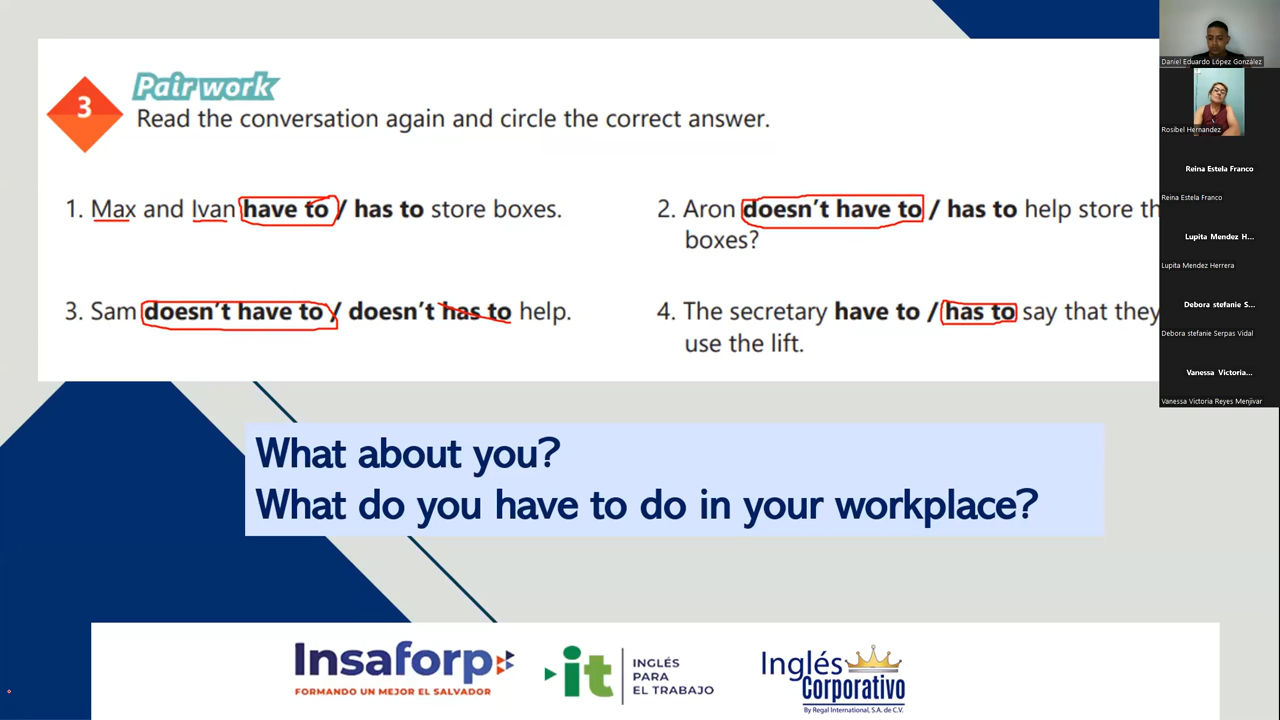 3
Pair work
Read the conversation again and circle the correct answer.
1. Max and Ivan have to / has to store boxes.
2. Aron doesn't have to / has to help store th
boxes?
3. Sam doesn't have to / doesn't has to help.
4. The secretary have to / has to say that they
use the lift.
What about you?
What do you have to do in your workplace?
Insaforp
FORMANDO UN MEJOR EL SALVADOR
it
INGLÉS
PARA
EL TRABAJO
Inglés
Corporativo
By Regal International, S.A. de C.V.
Daniel Eduardo López González
Rosibel Hernandez
Reina Estela Franco
Reina Estela Franco
Lupita Mendez H...
Lupita Mendez Herrera
Debora stefanie S...
Debora stefanie Serpas Vidal
Vanessa Victoria...
Vanessa Victoria Reyes Menjivar